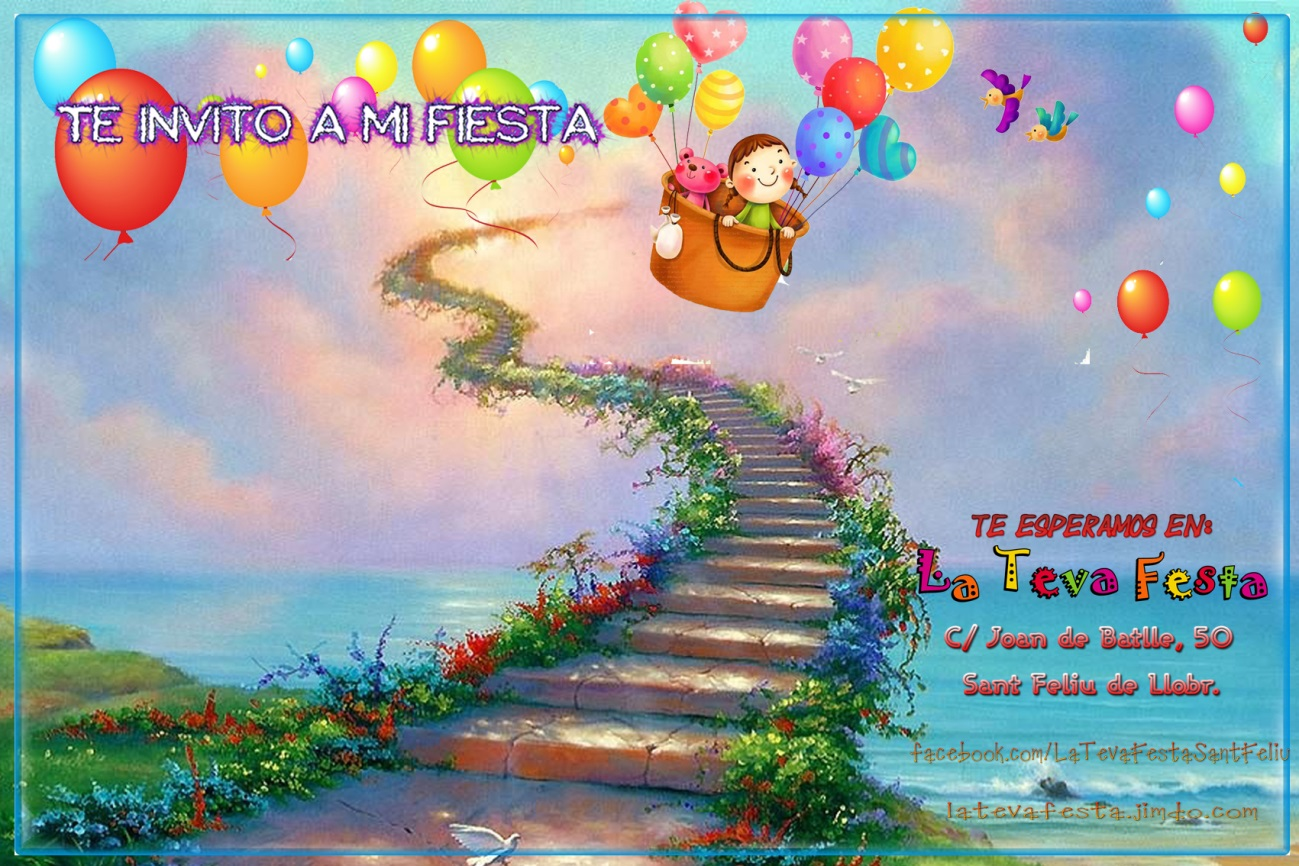 TE INVITO A MI FIESTA
TE ESPERAMOS EN:
La Teva Festa
C/ Joan de Batlle, 50
Sant Feliu de Llobr.
facebook.com/LaTevaFestaSantFeliu
latevafesta.jimdo.com